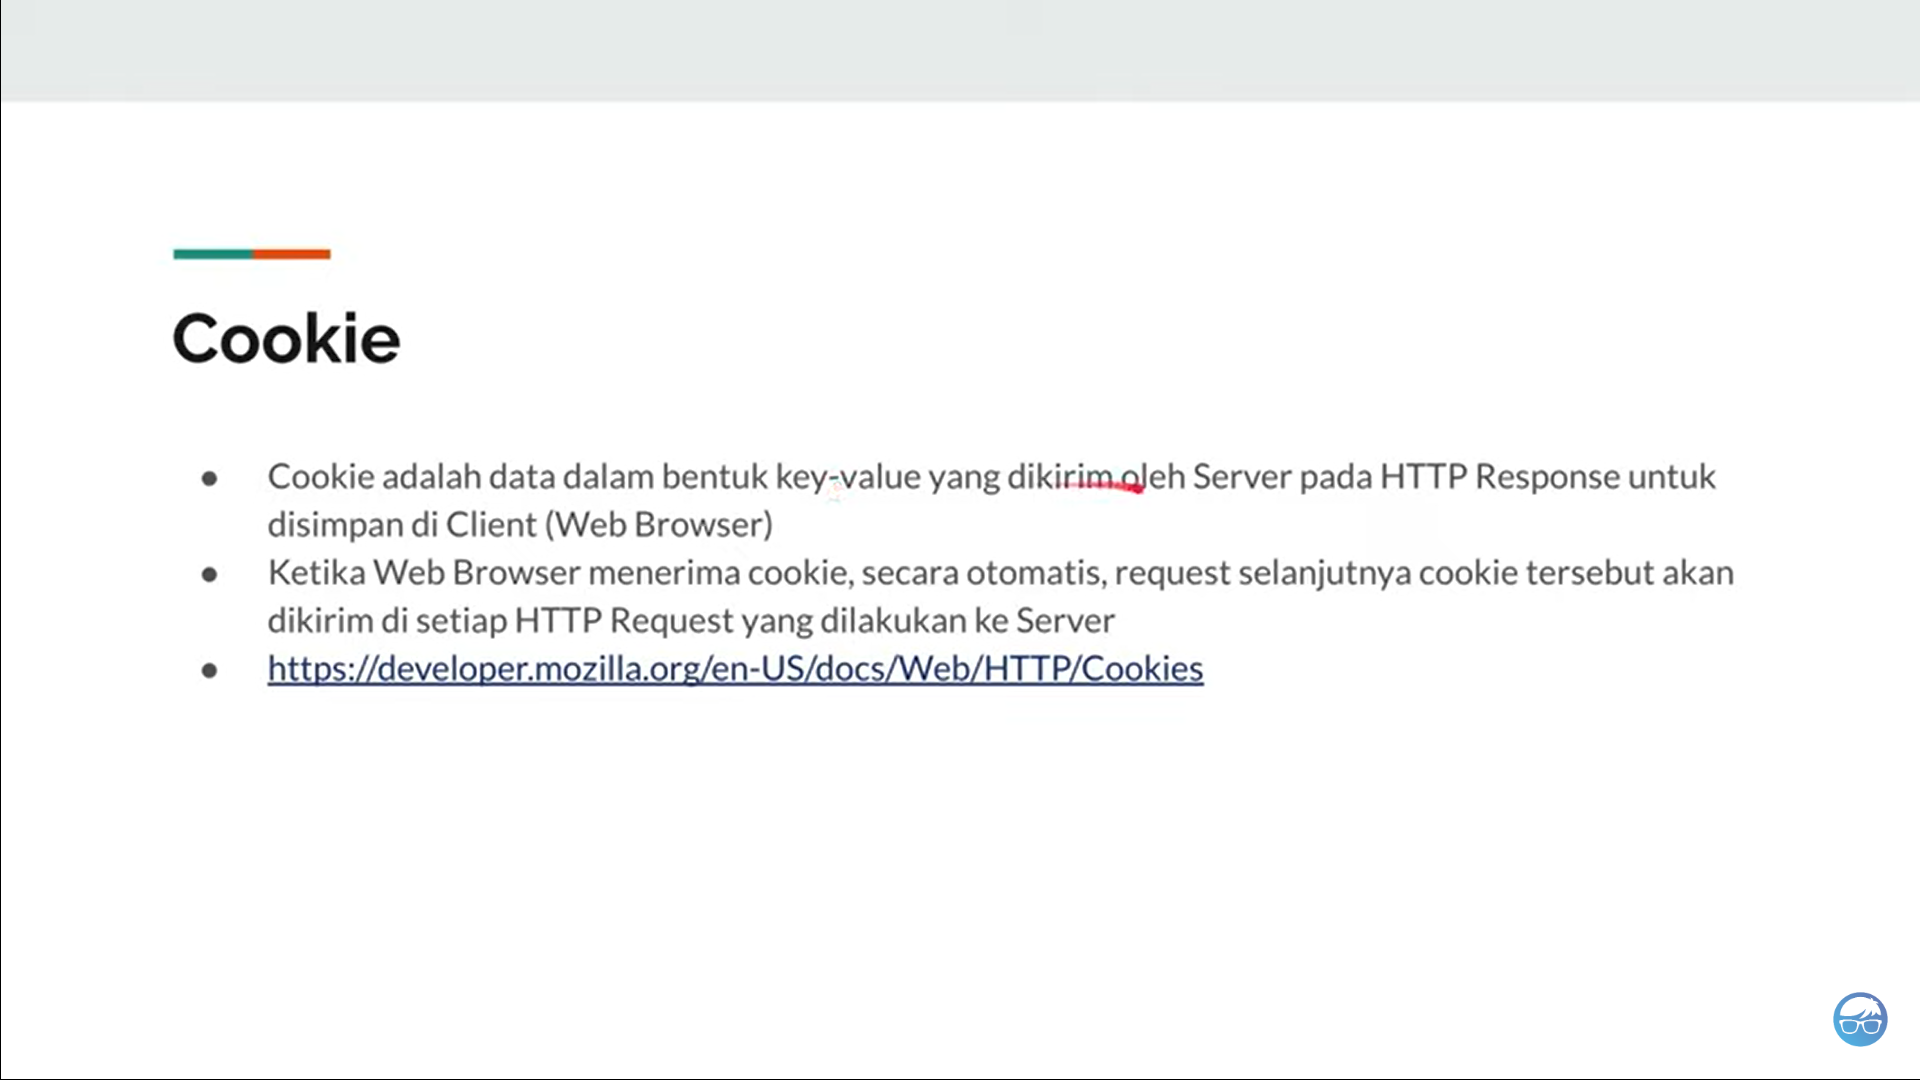 Cookie
● Cookie adalah data dalam bentuk key-value yang dikirim oleh Server pada HTTP Response untuk
disimpan di Client (Web Browser)
● Ketika Web Browser menerima cookie, secara otomatis, request selanjutnya cookie tersebut akan
dikirim di setiap HTTP Request yang dilakukan ke Server
● https://developer.mozilla.org/en-US/docs/Web/HTTP/Cookies